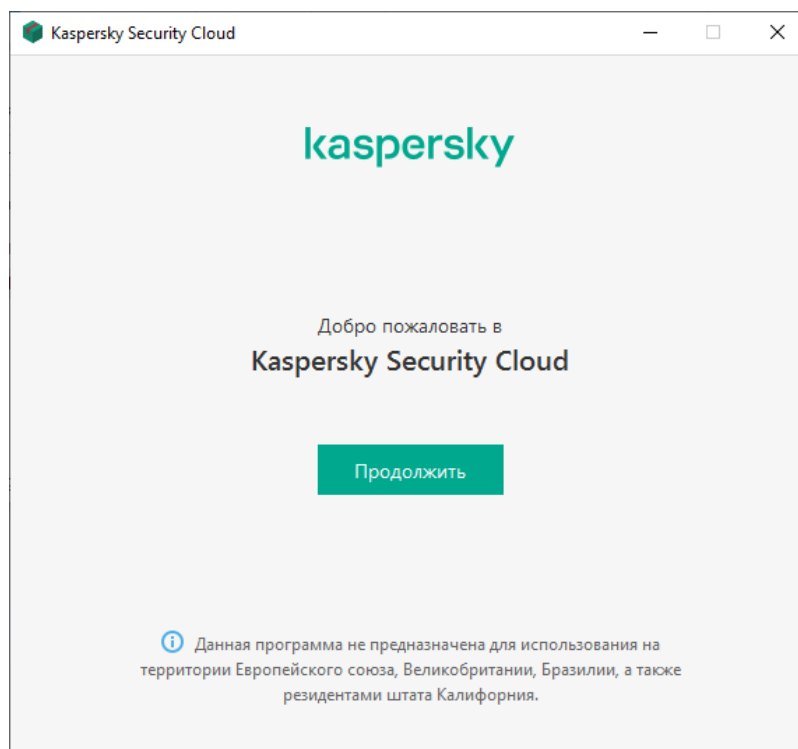 Kaspersky Security Cloud
kaspersky
Добро пожаловать в
Kaspersky Security Cloud
Продолжить
Данная программа не предназначена для использования на
территории Европейского союза, Великобритании, Бразилии, а также
резидентами штата Калифорния.